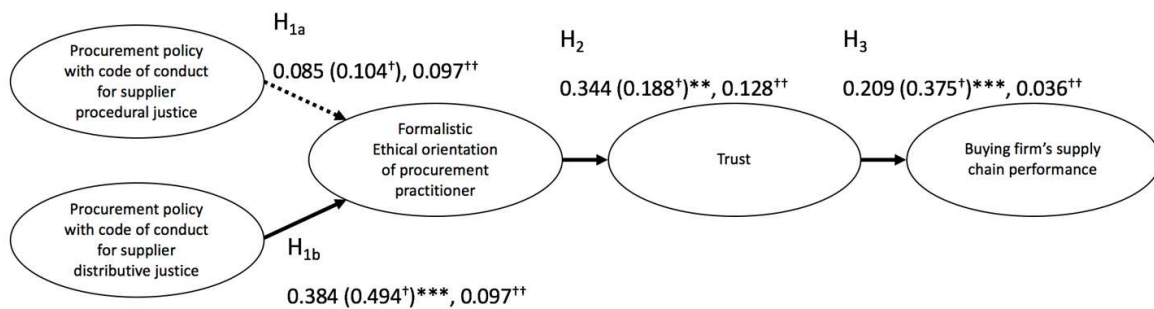 H1a
Procurement policy
with code of conduct
for supplier
procedural justice
0.085 (0.104†), 0.097††
H2
0.344 (0.188†)**, 0.128††
H3
0.209 (0.375†)***, 0.036††
Formalistic
Ethical orientation
of procurement
practitioner
Trust
Buying firm's supply
chain performance
Procurement policy
with code of conduct
for supplier
distributive justice
H1b
0.384 (0.494†)***, 0.097††